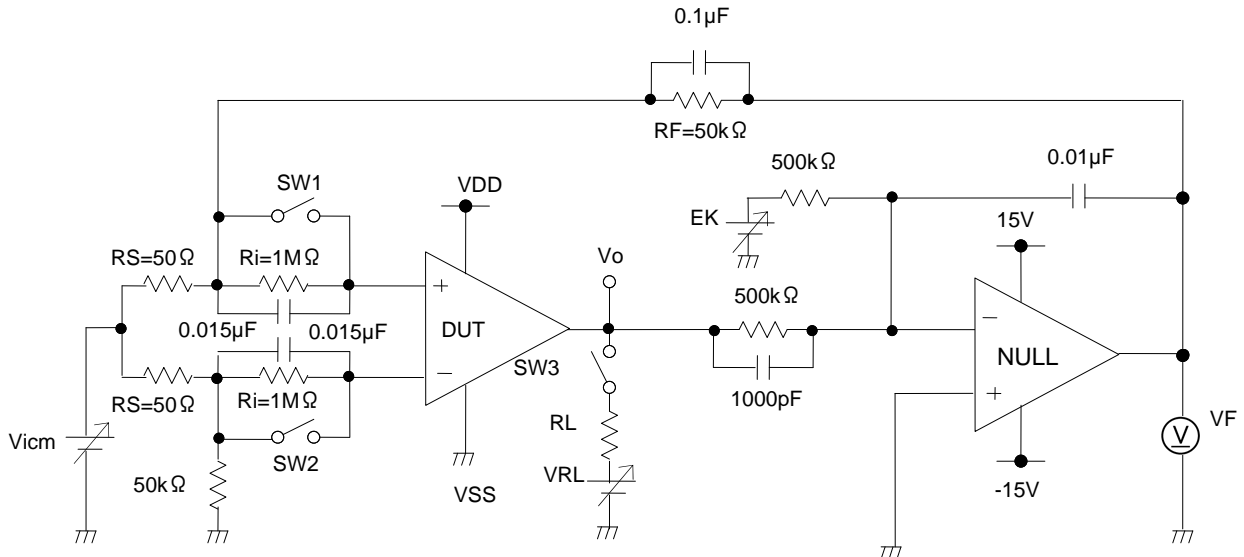 0.1µF
RF=50kΩ
500kΩ
0.01µF
SW1
VDD
EK
15V
Vo
RS=50Ω
Ri=1MΩ
+
500kΩ
−
0.015µF
0.015µF
DUT
NULL
−
SW3
+
RS=50Ω
Ri=1MΩ
1000pF
RL
V
VF
Vicm
SW2
VRL
-15V
50kΩ
VSS